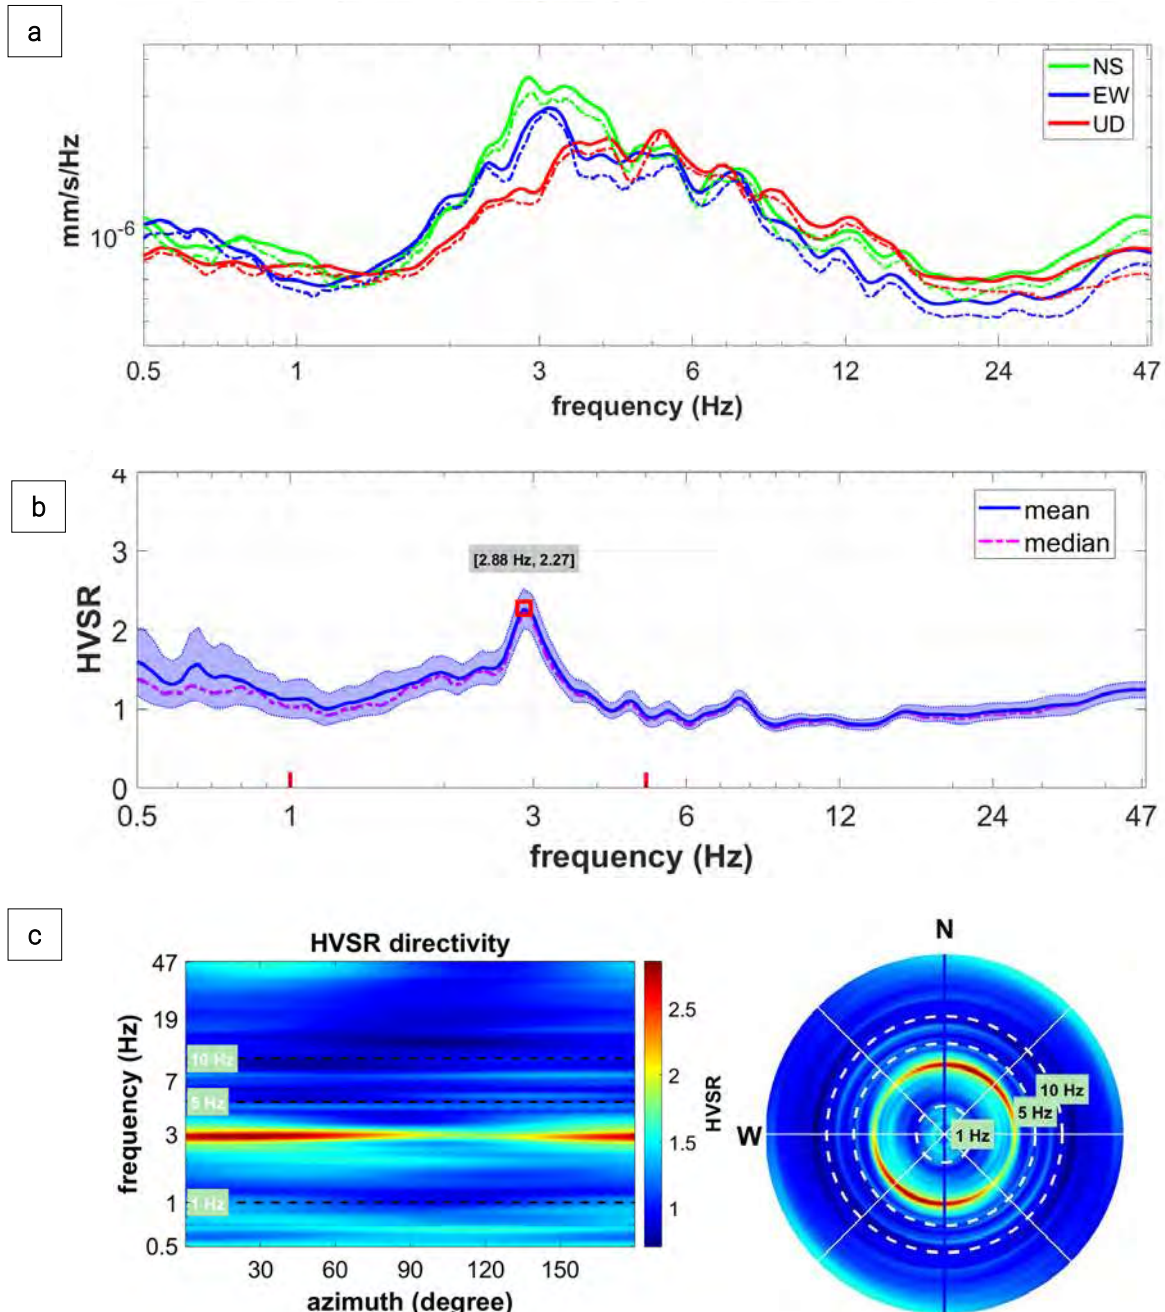 a
NS
EW
UD
mm/s/Hz
10-6
0.5 1 3 6 12 24 47
frequency (Hz)
b
4
3
2
1
0
mean
median
[2.88 Hz, 2.27]
HVSR
0.5 1 3 6 12 24 47
frequency (Hz)
c
HVSR directivity
47
19
7
3
1
0.5
frequency (Hz)
10 Hz
5 Hz
1 Hz
30 60 90 120 150
azimuth (degree)
2.5
2
1.5
1
HVSR
N
W
10 Hz
5 Hz
1 Hz